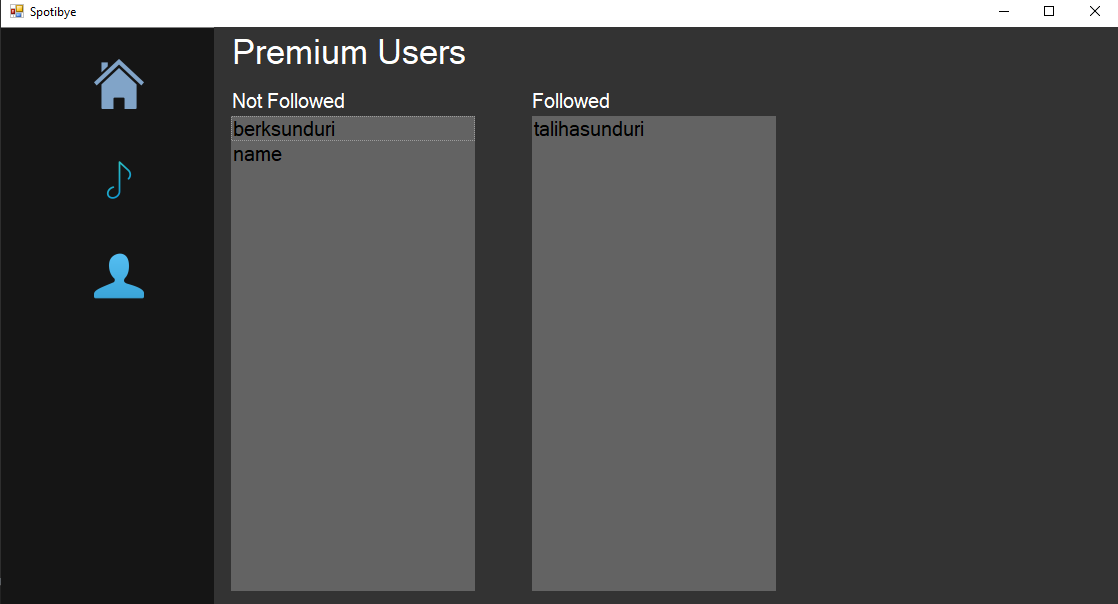 Spotibye
Premium Users
Not Followed
berksunduri
name
Followed
talihasunduri